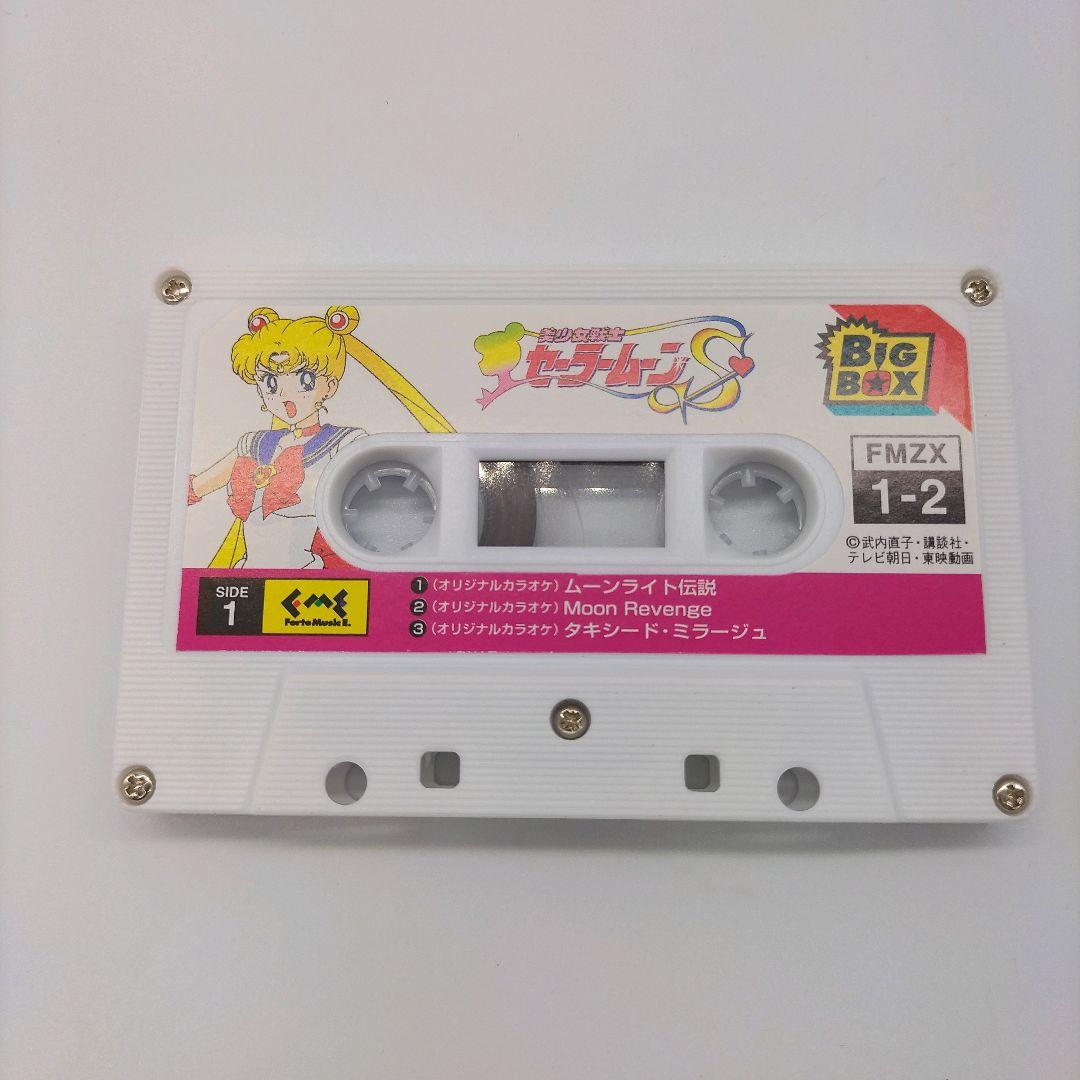 美少女戦士
セーラームーンS
BIG
BOX
FMZX
1-2
©武内直子・講談社・
テレビ朝日・東映動画
SIDE
1
FME
Forte Music E.
❶(オリジナルカラオケ)ムーンライト伝説
❷(オリジナルカラオケ)Moon Revenge
❸(オリジナルカラオケ)タキシード・ミラージュ